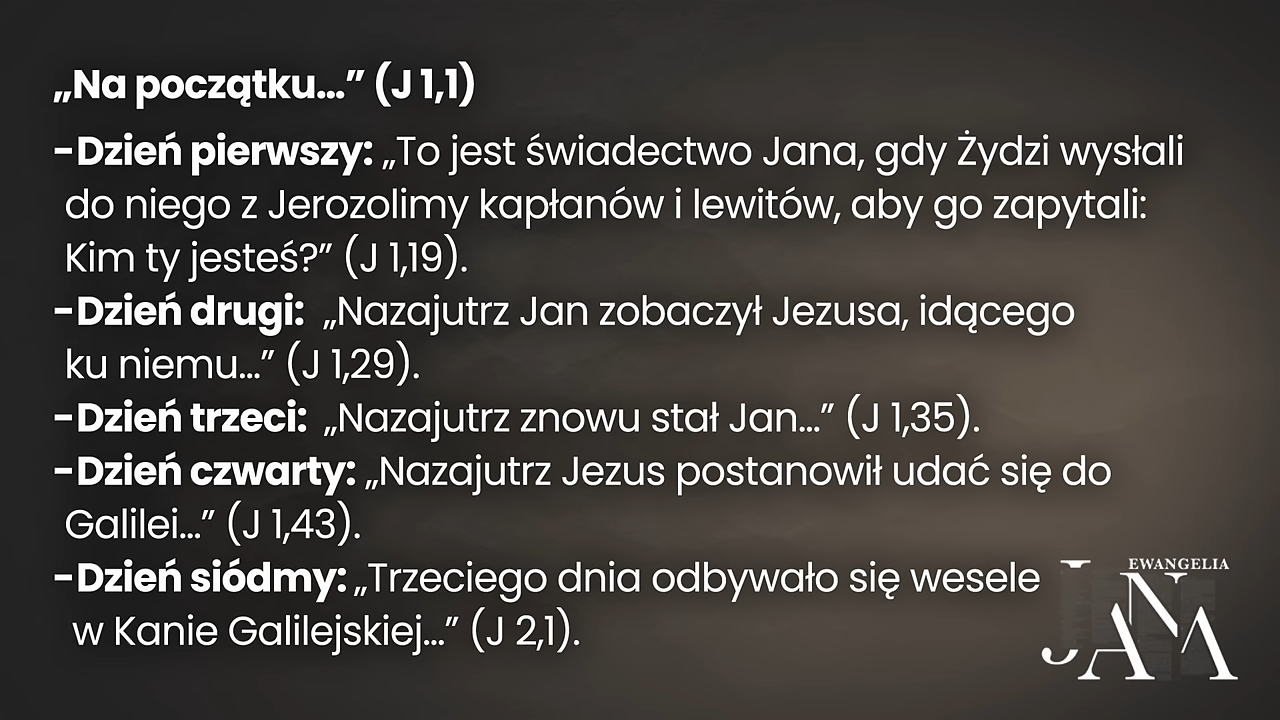 „Na początku...” (J 1,1)
-Dzień pierwszy: „To jest świadectwo Jana, gdy Żydzi wysłali
do niego z Jerozolimy kapłanów i lewitów, aby go zapytali:
Kim ty jesteś?” (J 1,19).
-Dzień drugi: „Nazajutrz Jan zobaczył Jezusa, idącego
ku niemu...” (J 1,29).
-Dzień trzeci: „Nazajutrz znowu stał Jan...” (J 1,35).
-Dzień czwarty: „Nazajutrz Jezus postanowił udać się do
Galilei...” (J 1,43).
-Dzień siódmy: „Trzeciego dnia odbywało się wesele
w Kanie Galilejskiej...” (J 2,1).
EWANGELIA
JANA